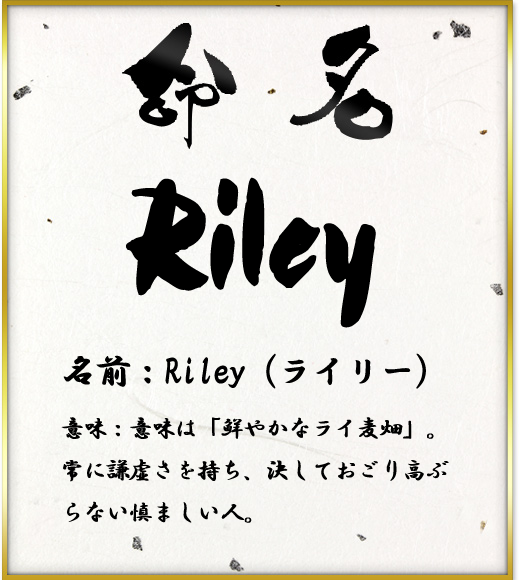 命名
Riley
名前：Riley（ライリー）
意味：意味は「鮮やかなライ麦畑」。
常に謙虚さを持ち、決しておごり高ぶ
らない慎ましい人。